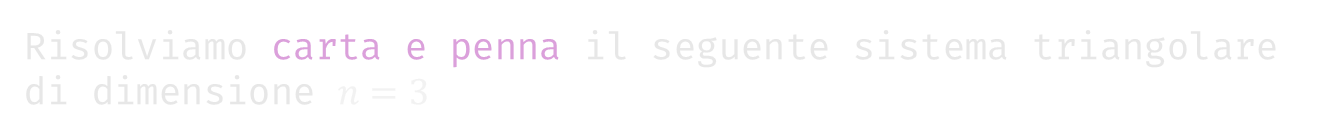 Risolviamo carta e penna il seguente sistema triangolare
di dimensione n = 3